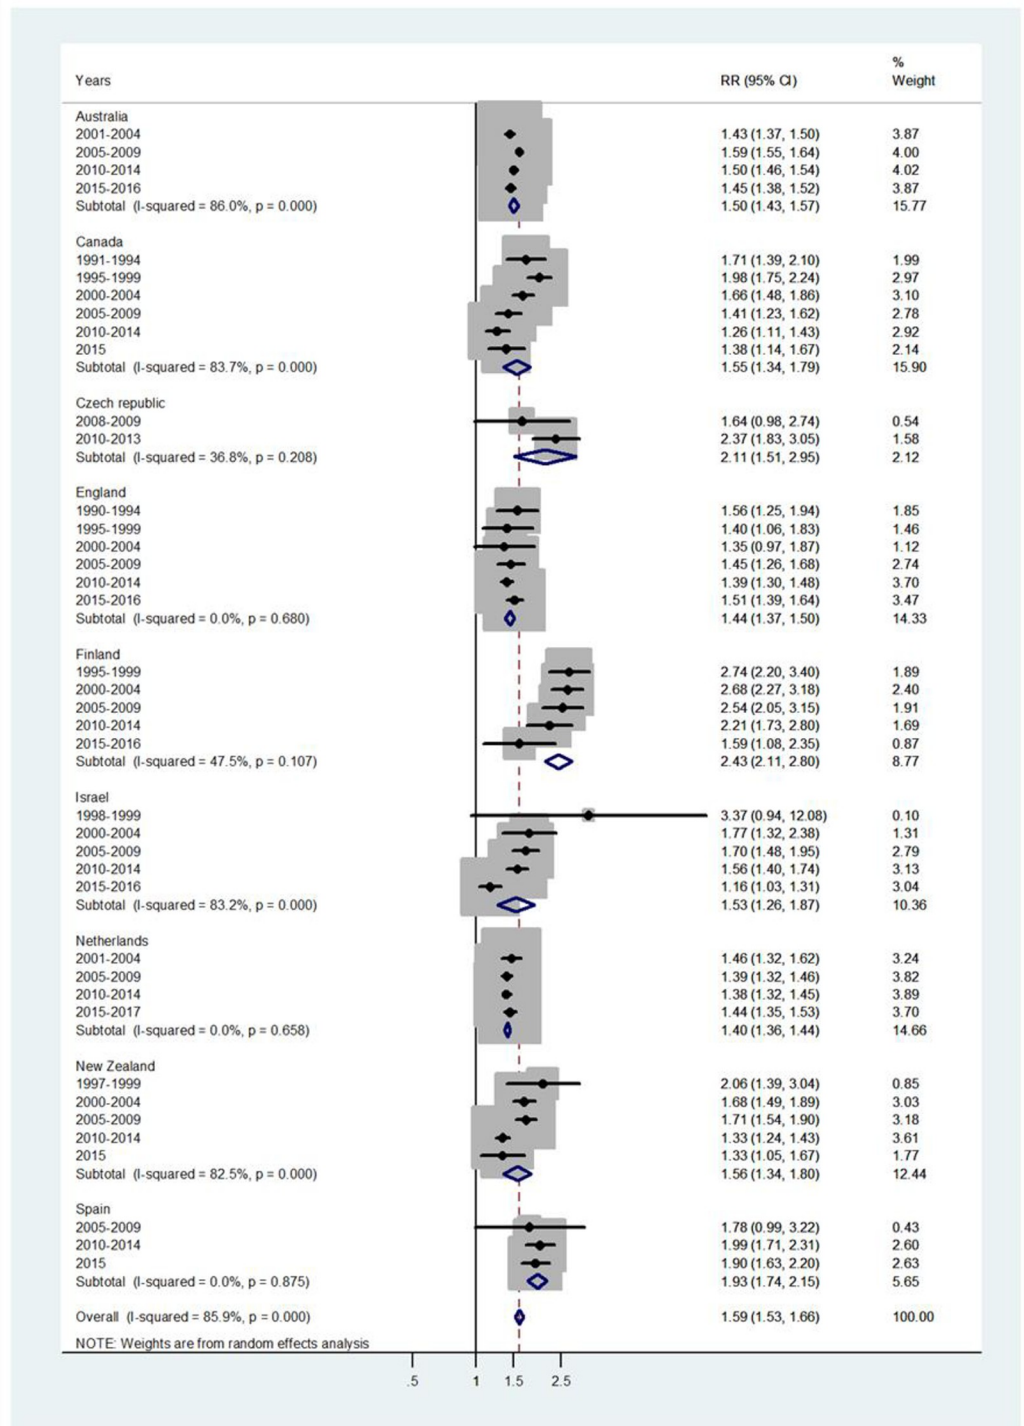 Years RR (95% CI) % Weight
Australia
2001-2004 1.43 (1.37, 1.50) 3.87
2005-2009 1.59 (1.55, 1.64) 4.00
2010-2014 1.50 (1.46, 1.54) 4.02
2015-2016 1.45 (1.38, 1.52) 3.87
Subtotal (I-squared = 86.0%, p = 0.000) 1.50 (1.43, 1.57) 15.77
Canada
1991-1994 1.71 (1.39, 2.10) 1.99
1995-1999 1.98 (1.75, 2.24) 2.97
2000-2004 1.66 (1.48, 1.86) 3.10
2005-2009 1.41 (1.23, 1.62) 2.78
2010-2014 1.26 (1.11, 1.43) 2.92
2015 1.38 (1.14, 1.67) 2.14
Subtotal (I-squared = 83.7%, p = 0.000) 1.55 (1.34, 1.79) 15.90
Czech republic
2008-2009 1.64 (0.98, 2.74) 0.54
2010-2013 2.37 (1.83, 3.05) 1.58
Subtotal (I-squared = 36.8%, p = 0.208) 2.11 (1.51, 2.95) 2.12
England
1990-1994 1.56 (1.25, 1.94) 1.85
1995-1999 1.40 (1.06, 1.83) 1.46
2000-2004 1.35 (0.97, 1.87) 1.12
2005-2009 1.45 (1.26, 1.68) 2.74
2010-2014 1.39 (1.30, 1.48) 3.70
2015-2016 1.51 (1.39, 1.64) 3.47
Subtotal (I-squared = 0.0%, p = 0.680) 1.44 (1.37, 1.50) 14.33
Finland
1995-1999 2.74 (2.20, 3.40) 1.89
2000-2004 2.68 (2.27, 3.18) 2.40
2005-2009 2.54 (2.05, 3.15) 1.91
2010-2014 2.21 (1.73, 2.80) 1.69
2015-2016 1.59 (1.08, 2.35) 0.87
Subtotal (I-squared = 47.5%, p = 0.107) 2.43 (2.11, 2.80) 8.77
Israel
1998-1999 3.37 (0.94, 12.08) 0.10
2000-2004 1.77 (1.32, 2.38) 1.31
2005-2009 1.70 (1.48, 1.95) 2.79
2010-2014 1.56 (1.40, 1.74) 3.13
2015-2016 1.16 (1.03, 1.31) 3.04
Subtotal (I-squared = 83.2%, p = 0.000) 1.53 (1.26, 1.87) 10.36
Netherlands
2001-2004 1.46 (1.32, 1.62) 3.24
2005-2009 1.39 (1.32, 1.46) 3.82
2010-2014 1.38 (1.32, 1.45) 3.89
2015-2017 1.44 (1.35, 1.53) 3.70
Subtotal (I-squared = 0.0%, p = 0.658) 1.40 (1.36, 1.44) 14.66
New Zealand
1997-1999 2.06 (1.39, 3.04) 0.85
2000-2004 1.68 (1.49, 1.89) 3.03
2005-2009 1.71 (1.54, 1.90) 3.18
2010-2014 1.33 (1.24, 1.43) 3.61
2015 1.33 (1.05, 1.67) 1.77
Subtotal (I-squared = 82.5%, p = 0.000) 1.56 (1.34, 1.80) 12.44
Spain
2005-2009 1.78 (0.99, 3.22) 0.43
2010-2014 1.99 (1.71, 2.31) 2.60
2015 1.90 (1.63, 2.20) 2.63
Subtotal (I-squared = 0.0%, p = 0.875) 1.93 (1.74, 2.15) 5.65
Overall (I-squared = 85.9%, p = 0.000) 1.59 (1.53, 1.66) 100.00
NOTE: Weights are from random effects analysis
.5 1 1.5 2.5